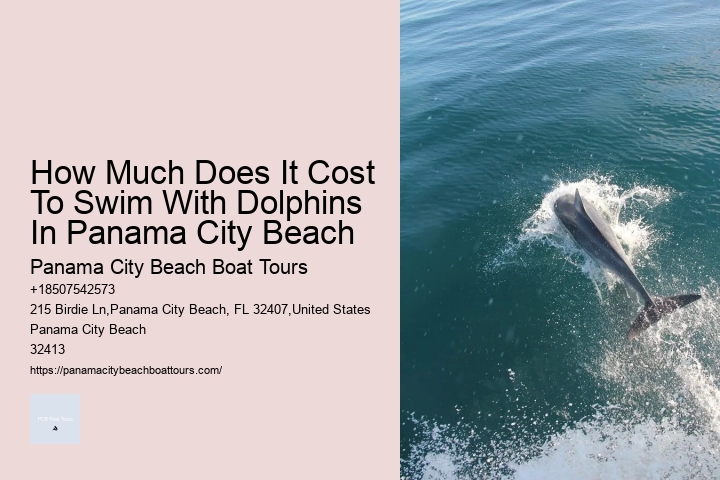 How Much Does It Cost
To Swim With Dolphins
In Panama City Beach
Panama City Beach Boat Tours
+18507542573
215 Birdie Ln,Panama City Beach, FL 32407,United States
Panama City Beach
32413
https://panamacitybeachboattours.com/